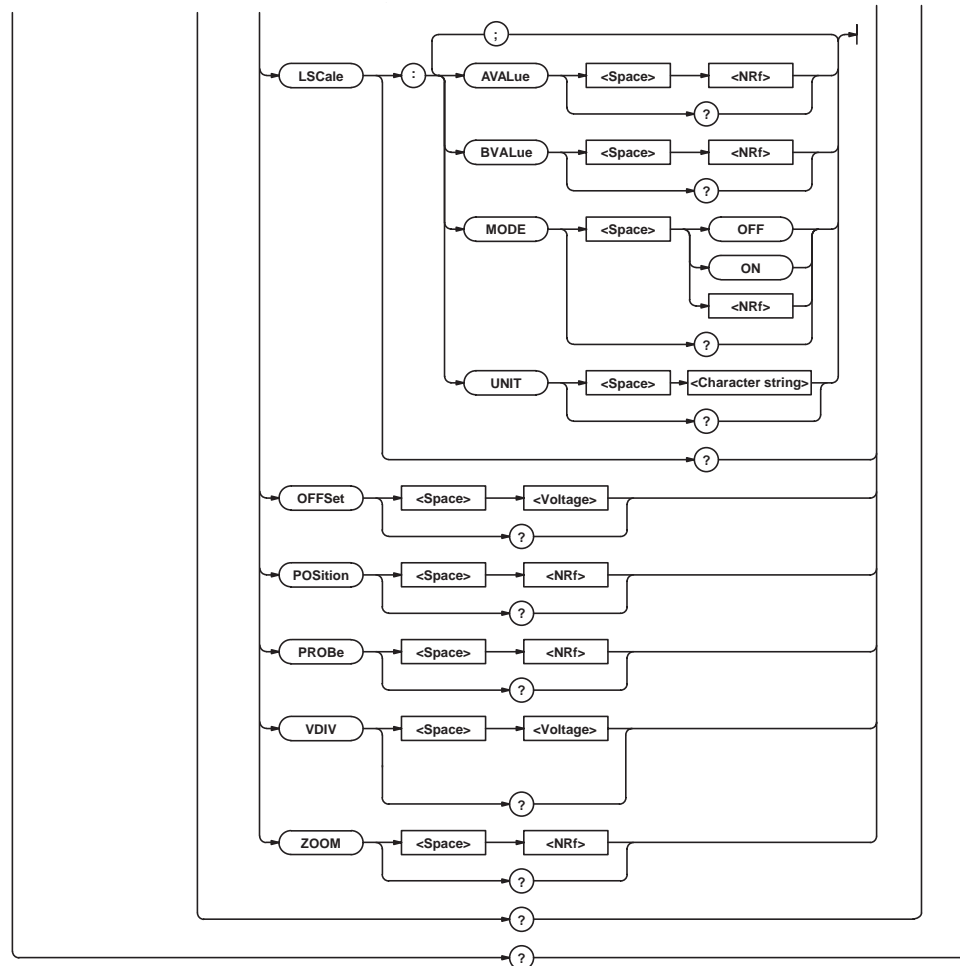 ;
LSCale : AVALue <Space> <NRf>
?
BVALue <Space> <NRf>
?
MODE <Space> OFF
ON
<NRf>
?
UNIT <Space> <Character string>
?
?
OFFSet <Space> <Voltage>
?
POSition <Space> <NRf>
?
PROBe <Space> <NRf>
?
VDIV <Space> <Voltage>
?
ZOOM <Space> <NRf>
?
?
?